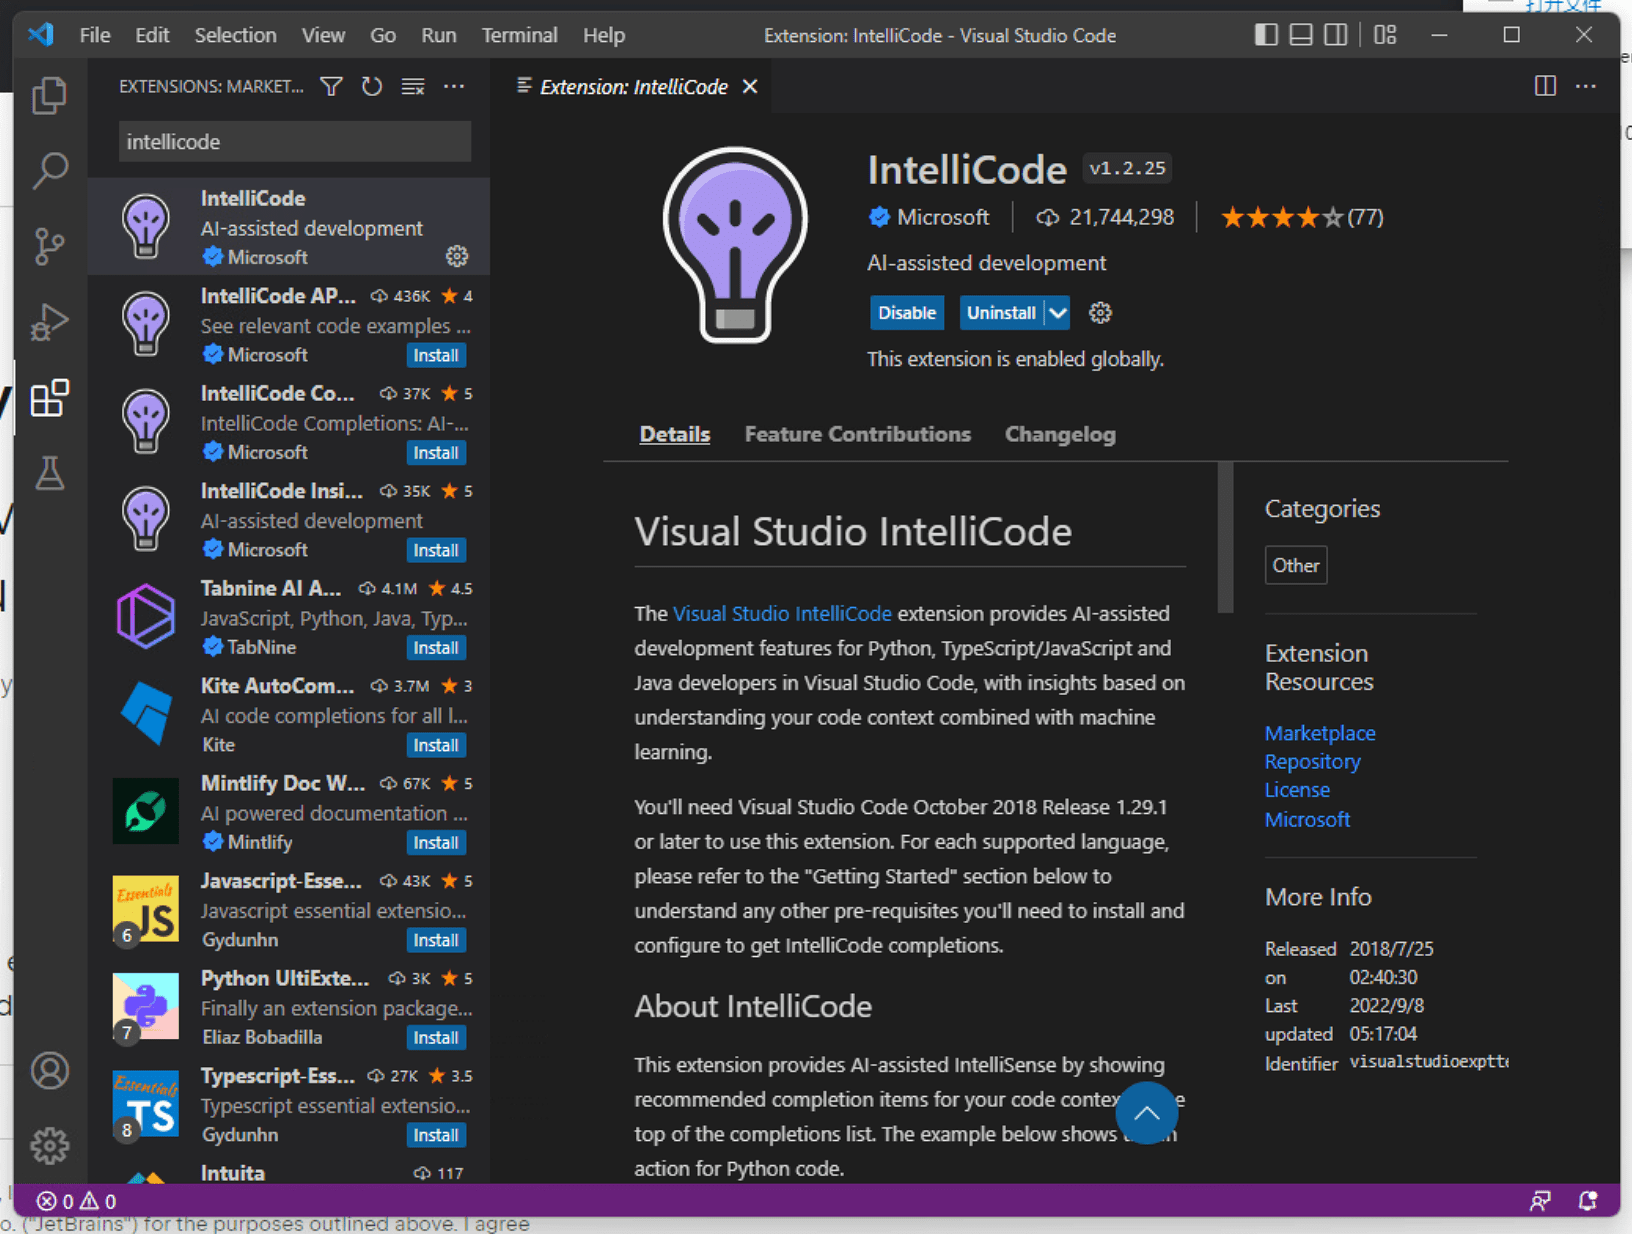 打开文件
File Edit Selection View Go Run Terminal Help
Extension: IntelliCode - Visual Studio Code
EXTENSIONS: MARKET...
Extension: IntelliCode
intellicode
IntelliCode
AI-assisted development
Microsoft
IntelliCode AP... 436K 4
See relevant code examples ...
Microsoft Install
IntelliCode Co... 37K 5
IntelliCode Completions: AI-...
Microsoft Install
IntelliCode Insi... 35K 5
AI-assisted development
Microsoft Install
Tabnine AI A... 4.1M 4.5
JavaScript, Python, Java, Typ...
TabNine Install
Kite AutoCom... 3.7M 3
AI code completions for all l...
Kite Install
Mintlify Doc W... 67K 5
AI powered documentation ...
Mintlify Install
Essentials
JS
6
Javascript-Esse... 43K 5
Javascript essential extensio...
Gydunhn Install
7
Python UltiExte... 3K 5
Finally an extension package...
Eliaz Bobadilla Install
Essentials
TS
8
Typescript-Ess... 27K 3.5
Typescript essential extensio...
Gydunhn Install
Intuita 117
IntelliCode v1.2.25
Microsoft 21,744,298 (77)
AI-assisted development
Disable Uninstall
This extension is enabled globally.
Details Feature Contributions Changelog
Visual Studio IntelliCode
The Visual Studio IntelliCode extension provides AI-assisted
development features for Python, TypeScript/JavaScript and
Java developers in Visual Studio Code, with insights based on
understanding your code context combined with machine
learning.
You'll need Visual Studio Code October 2018 Release 1.29.1
or later to use this extension. For each supported language,
please refer to the "Getting Started" section below to
understand any other pre-requisites you'll need to install and
configure to get IntelliCode completions.
About IntelliCode
This extension provides AI-assisted IntelliSense by showing
recommended completion items for your code contex e
top of the completions list. The example below shows n
action for Python code.
Categories
Other
Extension
Resources
Marketplace
Repository
License
Microsoft
More Info
Released 2018/7/25
on 02:40:30
Last 2022/9/8
updated 05:17:04
Identifier visualstudioexptte
0 0
o. ("JetBrains") for the purposes outlined above. I agree